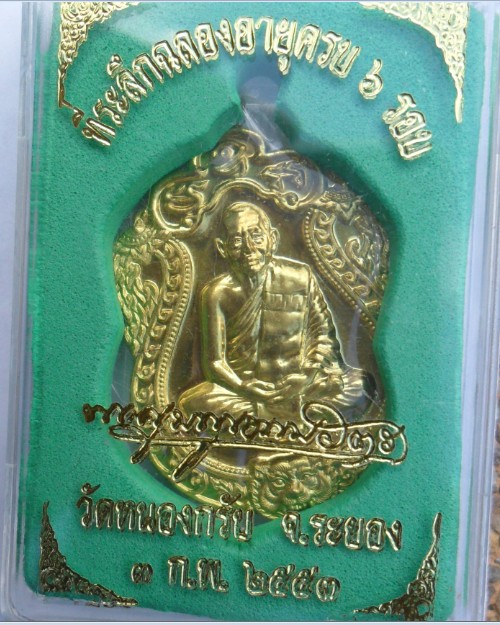 ที่ระลึกฉลองอายุครบ ๖ รอบ
วัดหนองกรับ จ.ระยอง
๓ ก.พ. ๒๕๕๓